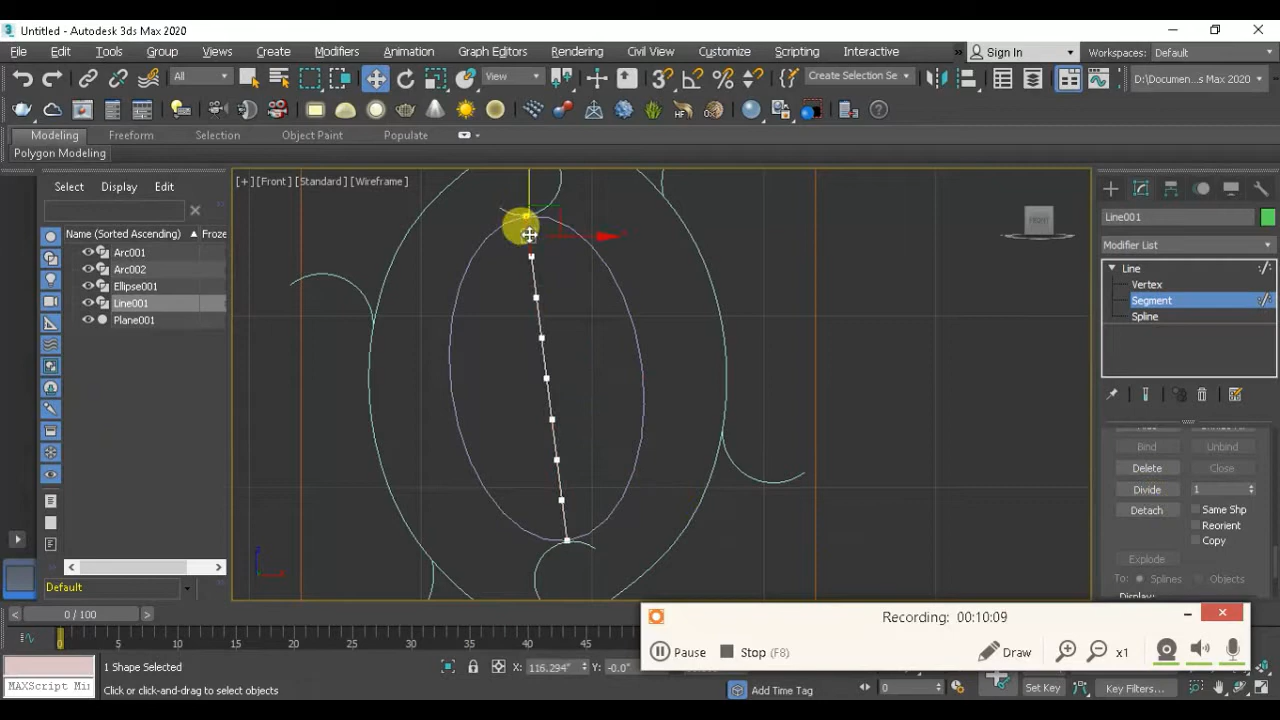 Untitled - Autodesk 3ds Max 2020
File Edit Tools Group Views Create Modifiers Animation Graph Editors Rendering Civil View Customize Scripting Interactive » Sign In Workspaces: Default
All View Create Selection Se D:\Documen...s Max 2020
Modeling Freeform Selection Object Paint Populate
Polygon Modeling
Select Display Edit
Name (Sorted Ascending) Froze
Arc001
Arc002
Ellipse001
Line001
Plane001
Default
[+] [Front] [Standard] [Wireframe]
FRONT
z
x
Line001
Modifier List
Line
Vertex
Segment
Spline
Bind Unbind
Delete Close
Divide 1
Detach Same Shp
Reorient
Copy
Explode
To: Splines Objects
Display:
0 / 100
0 5 10 15 20 25 30 35 40 45
Recording: 00:10:09
Pause Stop (F8) Draw x1
1 Shape Selected X: 116.294" Y: -0.0"
MAXScript Mi Click or click-and-drag to select objects Add Time Tag 0 Set Key Key Filters...